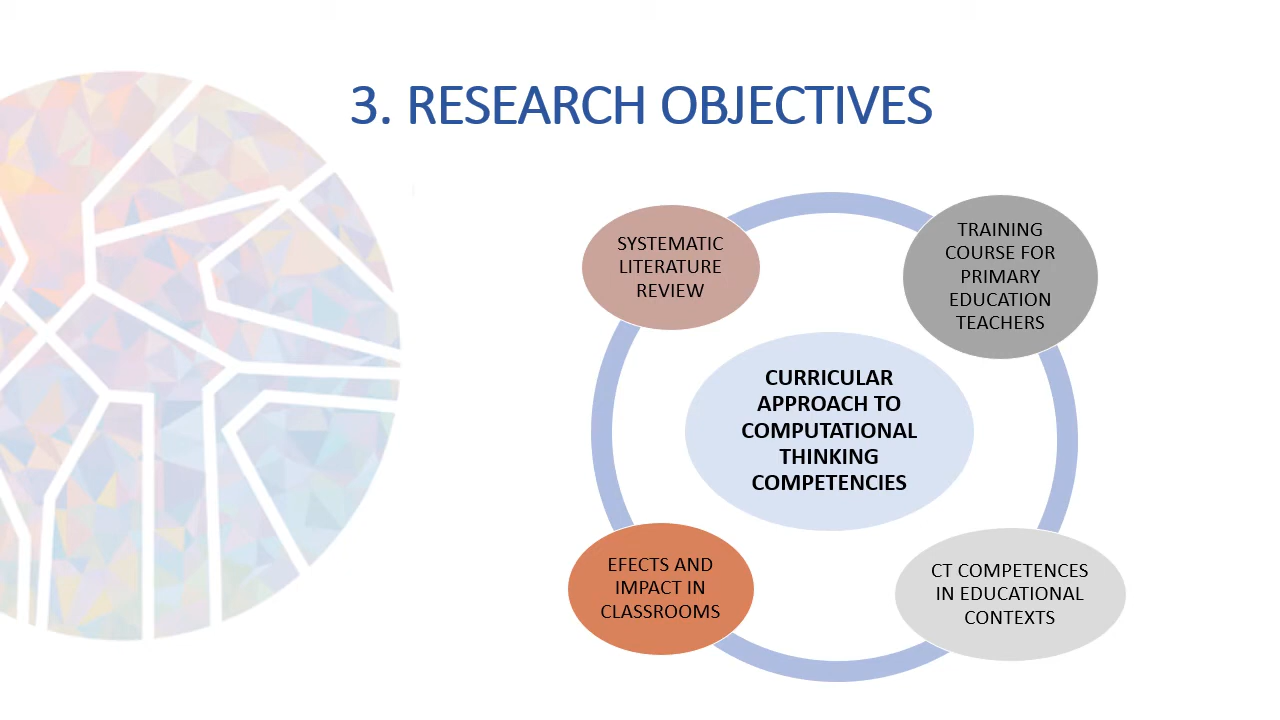 3. RESEARCH OBJECTIVES
SYSTEMATIC
LITERATURE
REVIEW
TRAINING
COURSE FOR
PRIMARY
EDUCATION
TEACHERS
CURRICULAR
APPROACH TO
COMPUTATIONAL
THINKING
COMPETENCIES
EFECTS AND
IMPACT IN
CLASSROOMS
CT COMPETENCES
IN EDUCATIONAL
CONTEXTS